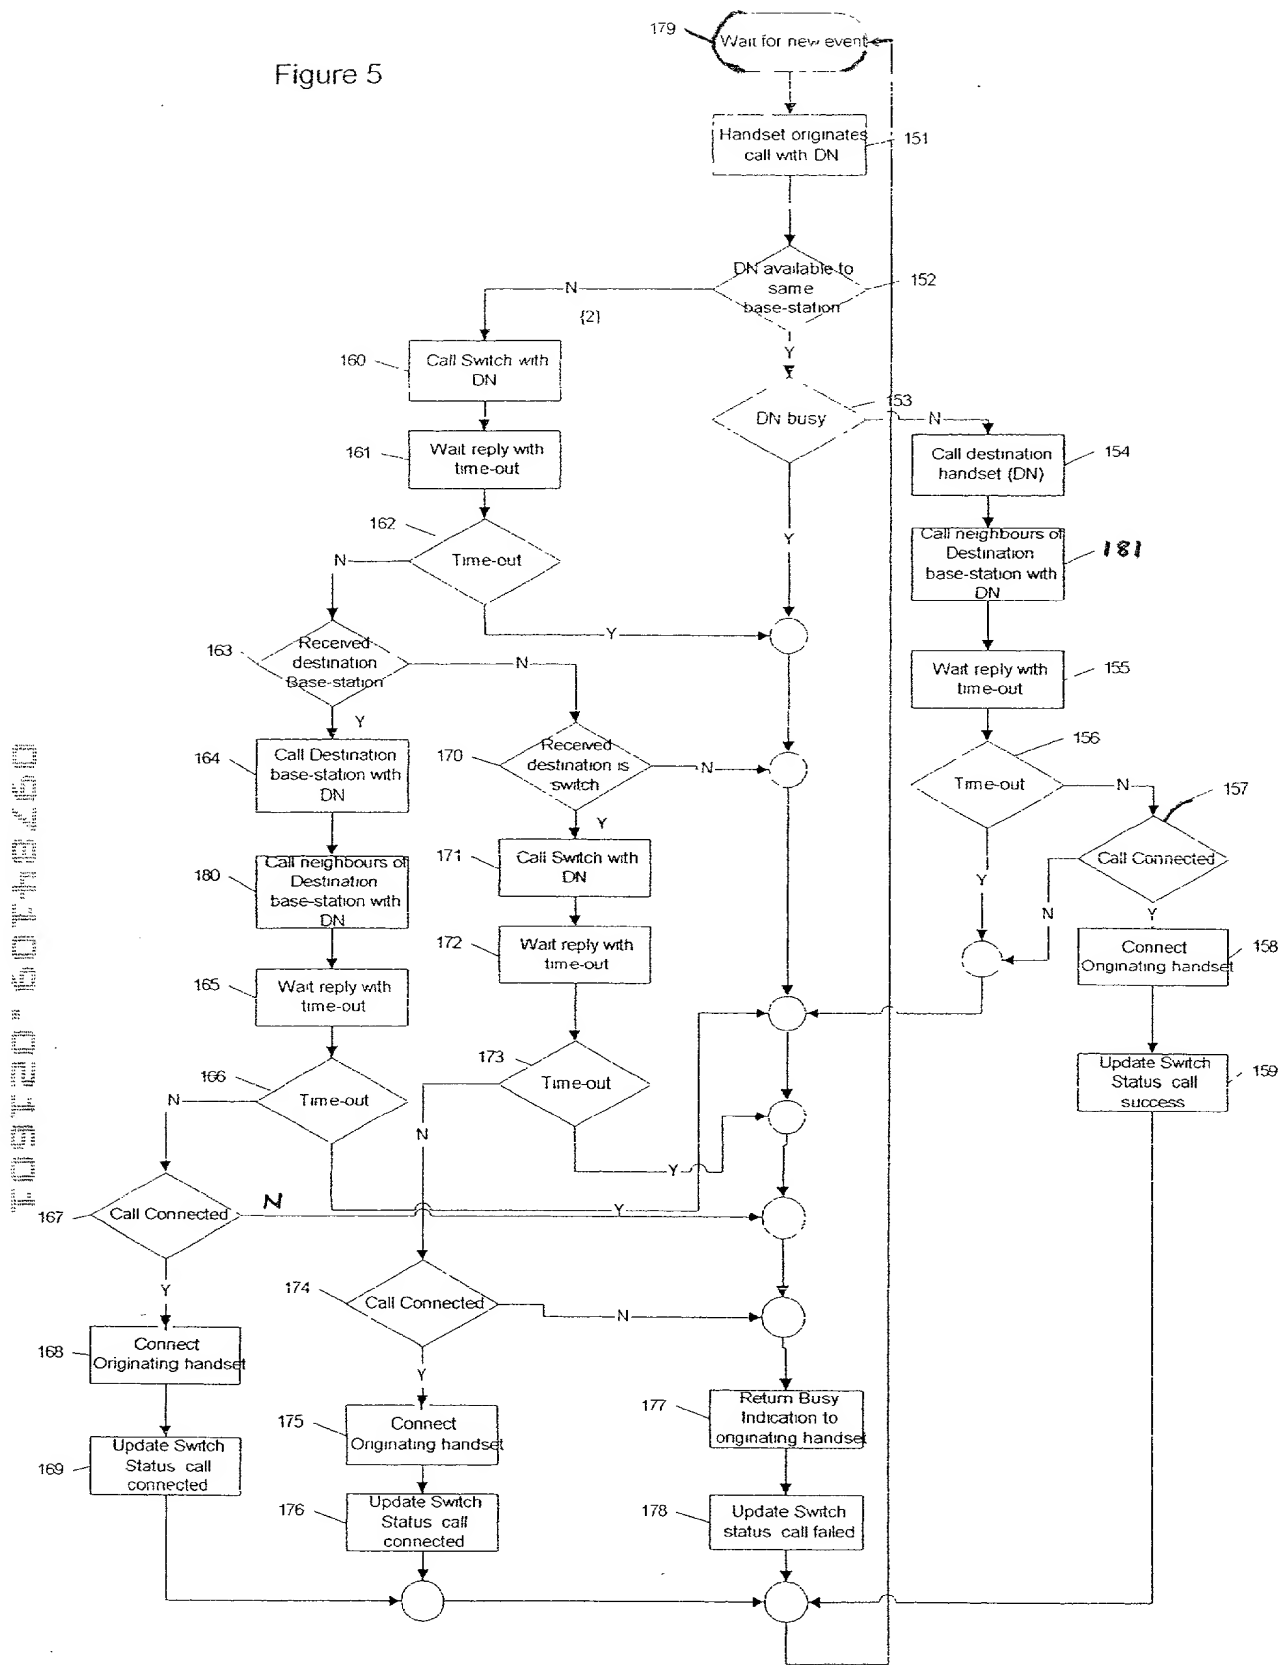 179
Wait for new event
Figure 5
Handset originates
call with DN
151
DN available to
same
base-station
152
N
{2}
Y
160
Call Switch with
DN
DN busy
153
N
161
Wait reply with
time-out
Call destination
handset (DN)
154
162
Time-out
N
Y
Call neighbours of
Destination
base-station with
DN
181
Y
163
Received
destination
Base-station
N
Y
Wait reply with
time-out
155
164
Call Destination
base-station with
DN
170
Received
destination is
switch
N
Y
Time-out
156
N
157
171
Call Switch with
DN
Call Connected
180
Call neighbours of
Destination
base-station with
DN
Y
N
Y
172
Wait reply with
time-out
Connect
Originating handset
158
165
Wait reply with
time-out
173
Time-out
166
Time-out
N
N
Update Switch
Status call
success
159
Y
167
Call Connected
N
Y
Y
174
Call Connected
N
Y
168
Connect
Originating handset
175
Connect
Originating handset
177
Return Busy
Indication to
originating handset
169
Update Switch
Status call
connected
176
Update Switch
Status call
connected
178
Update Switch
status call failed